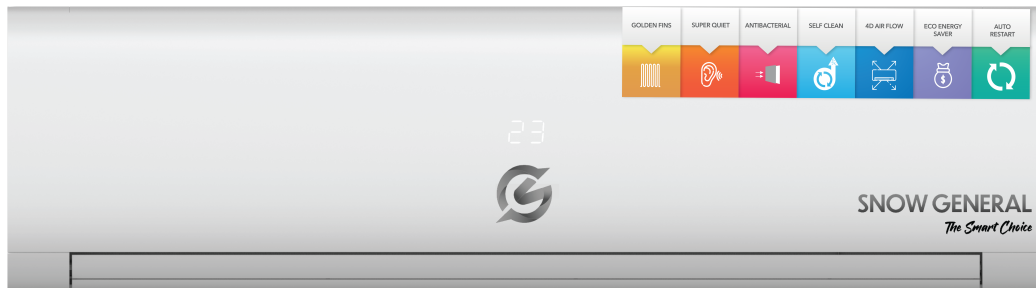 GOLDEN FINS
SUPER QUIET
ANTIBACTERIAL
SELF CLEAN
4D AIR FLOW
ECO ENERGY
SAVER
AUTO
RESTART
$
23
SNOW GENERAL
The Smart Choice